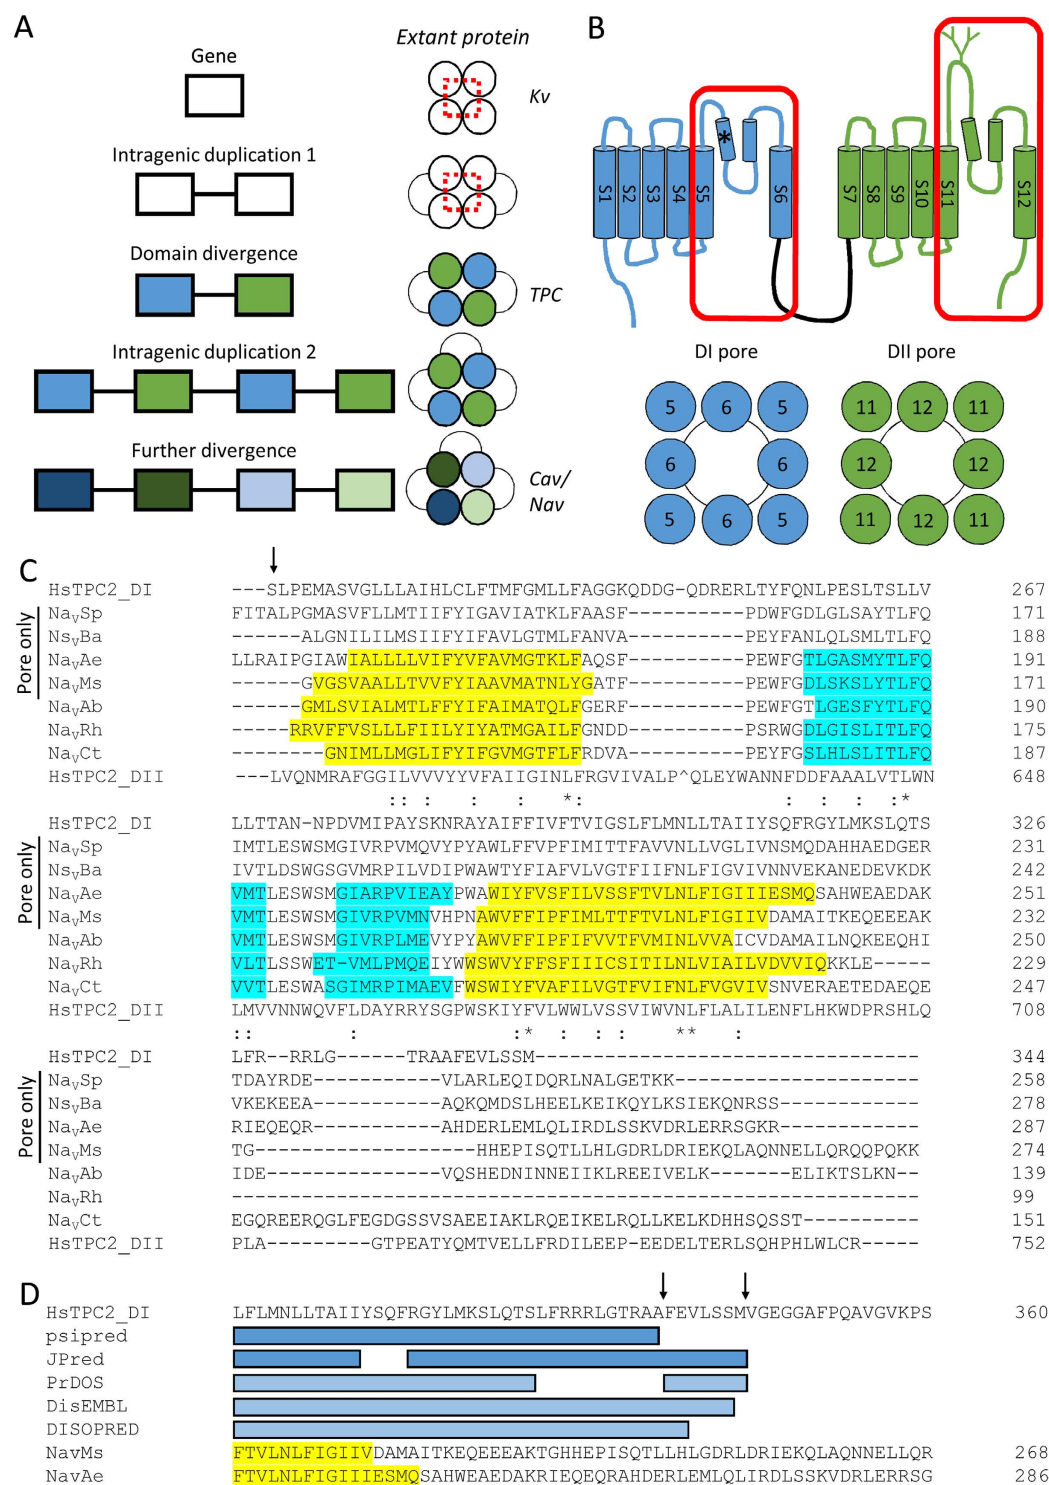 A
Extant protein
Gene
Kv
Intragenic duplication 1
Domain divergence
TPC
Intragenic duplication 2
Further divergence
Cav/
Nav
B
S1 S2 S3 S4 S5 * S6 S7 S8 S9 S10 S11 S12
DI pore DII pore
5 6 5 11 12 11
6 6 12 12
5 6 5 11 12 11
C
HsTPC2_DI ---SLPEMASVGLLLAIHLCLFTMFGMLLFAGGKQDDG-QDRERLTYFQNLPESLTSLLV 267
Pore only
NaVSp FITALPGMASVFLLMTIIFYIGAVIATKLFAASF----------PDWFGDLGLSAYTLFQ 171
NsVBa ------ALGNILILMSIIFYIFAVLGTMLFANVA----------PEYFANLQLSMLTLFQ 188
NaVAe LLRAIPGIAWIALLLLVIFYVFAVMGTKLFAQSF----------PEWFGTLGASMYTLFQ 191
NaVMs ------GVGSVAALLTVVFYIAAVMATNLYGATF----------PEWFGDLSKSLYTLFQ 171
NaVAb ------GMLSVIALMTLFFYIFAIMATQLFGERF----------PEWFGTLGESFYTLFQ 190
NaVRh -----RRVFFVSLLFIILYIYATMGAILFGNDD----------PSRWGDLGISLITLFQ 175
NaVCt --------GNIMLLMGLIFYIFGVMGTFLFRDVA----------PEYFGSLHLSLLTLFQ 187
HsTPC2_DII ---LVQNMRAFGGILVVVYYVFAIIGINLFRGVIVALP^QLEYWANNFDDFAAALVTLWN 648
:: : : : *: : : : :*
HsTPC2_DI LLTTAN-NPDVMIPAYSKNRAYAIFFIVFTVIGSLFLMNLLTAIIYSQFRGYLMKSLQTS 326
Pore only
NaVSp IMTLESWSMGIVRPVMQVYPYAWLFFVPFIMITTFAVVNLLVGLIVNSMQDAHHAEDGER 231
NsVBa IVTLDSWGSGVMRPILVDIPWAWTYFIAFVLVGTFIIFNLFIGVIVNNVEKANEDEVKDK 242
NaVAe VMTLESWSMGIARPVIEAYPWAWIYFVSFILVSSFTVLNLFIGIIIESMQSAHWEAEDAK 251
NaVMs VMTLESWSMGIVRPVMNVHPNAWVFFIPFIMLTTFTVLNLFIGIIVDAMAITKEQEEEAK 232
NaVAb VMTLESWSMGIVRPLMEVYPYAWVFFIPFIFVVTFVMINLVVAICVDAMAILNQKEEQHI 250
NaVRh VLTLSSWET-VMLPMQEIYWWSWVYFFSFIIICSITILNLVIAILVDVVIQKKLE----- 229
NaVCt VVTLESWASGIMRPIMAEVFWSWIYFVAFILVGTFVIFNLFVGVIVSNVERAETEDAEQE 247
HsTPC2_DII LMVVNNWQVFLDAYRRYSGPWSKIYFVLWWLVSSVIWVNLFLALILENFLHKWDPRSHLQ 708
:: : :* : : : ** :
HsTPC2_DI LFR--RRLG------TRAAFEVLSSM--------------------------------- 344
Pore only
NaVSp TDAYRDE-----------VLARLEQIDQRLNALGETKK--------------------- 258
NsVBa VKEKEEA-----------AQKQMDSLHEELKEIKQYLKSIEKQNRSS------------ 278
NaVAe RIEQEQR-----------AHDERLEMLQLIRDLSSKVDRLERRSGKR------------ 287
NaVMs TG-------------------HHEPISQTLLHLGDRLDRIEKQLAQNNELLQRQQPQKK 274
NaVAb IDE---------------VQSHEDNINNEIIKLREEIVELK-------ELIKTSLKN-- 139
NaVRh ----------------------------------------------------------- 99
NaVCt EGQREERQGLFEGDGSSVSAEEIAKLRQEIKELRQLLKELKDHHSQSST---------- 151
HsTPC2_DII PLA---------GTPEATYQMTVELLFRDILEEP-EEDELTERLSQHPHLWLCR----- 752
D
HsTPC2_DI LFLMNLLTAIIYSQFRGYLMKSLQTSLFRRRLGTRAAFEVLSSMVGEGGAFPQAVGVKPS 360
psipred
JPred
PrDOS
DisEMBL
DISOPRED
NavMs FTVLNLFIGIIVDAMAITKEQEEEAKTGHHEPISQTLLHLGDRLDRIEKQLAQNNELLQR 268
NavAe FTVLNLFIGIIIESMQSAHWEAEDAKRIEQEQRAHDERLEMLQLIRDLSSKVDRLERRSG 286